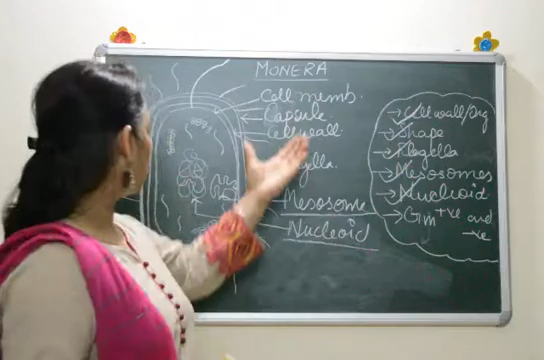 MONERA
Cell memb.
Capsule
Cell wall.
gella.
Mesosome
Nucleoid
→ Cell wall/Org
→ Shape
→ Flagella
→ Mesosomes
→ Nucleoid
→ Gm +ve and
-ve